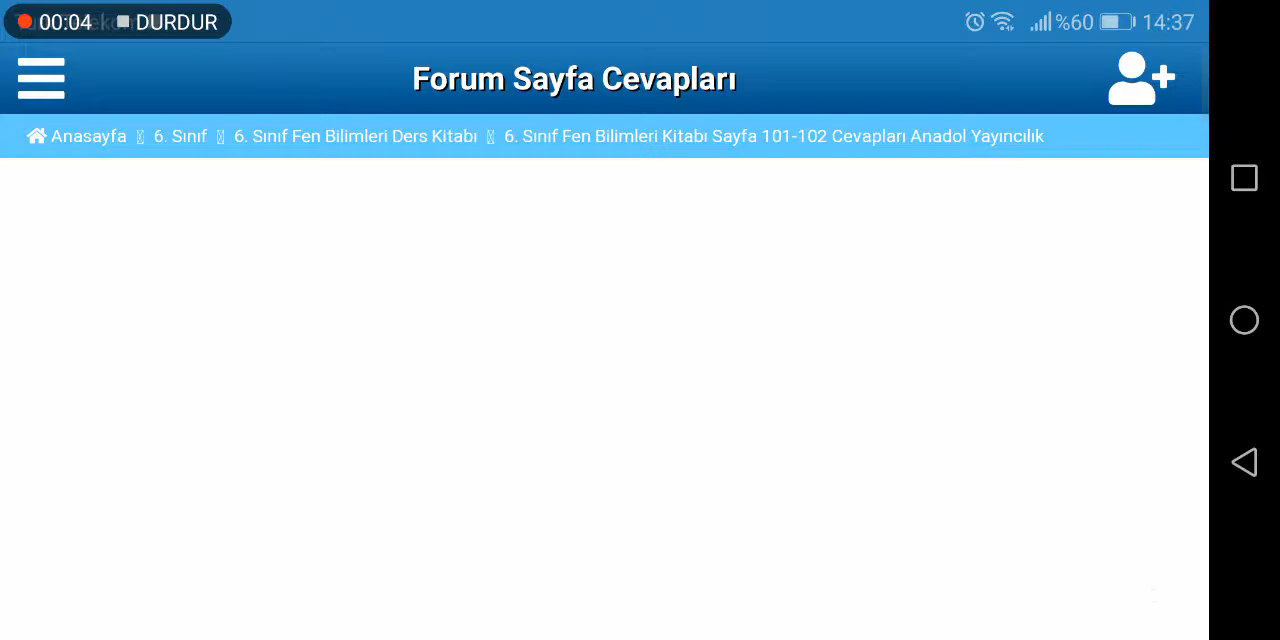 00:04 DURDUR %60 14:37
Forum Sayfa Cevapları
Anasayfa 6. Sınıf 6. Sınıf Fen Bilimleri Ders Kitabı 6. Sınıf Fen Bilimleri Kitabı Sayfa 101-102 Cevapları Anadol Yayıncılık